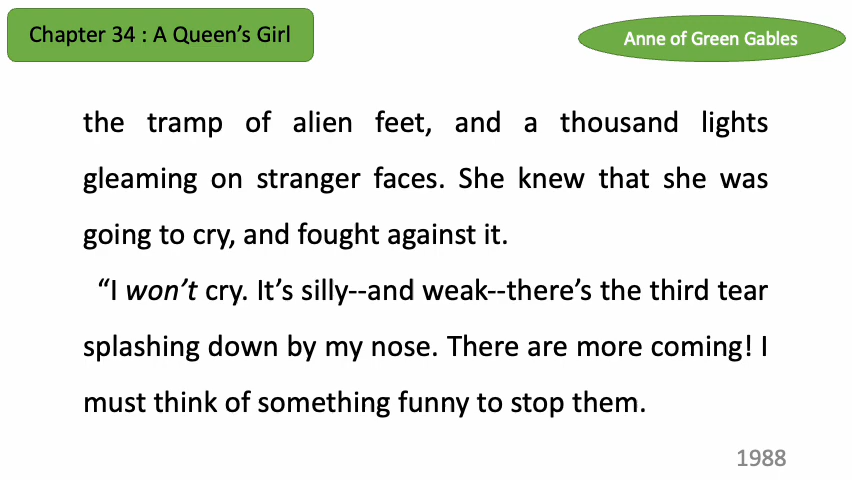 Chapter 34 : A Queen’s Girl
Anne of Green Gables
the tramp of alien feet, and a thousand lights
gleaming on stranger faces. She knew that she was
going to cry, and fought against it.
“I won’t cry. It’s silly--and weak--there’s the third tear
splashing down by my nose. There are more coming! I
must think of something funny to stop them.
1988